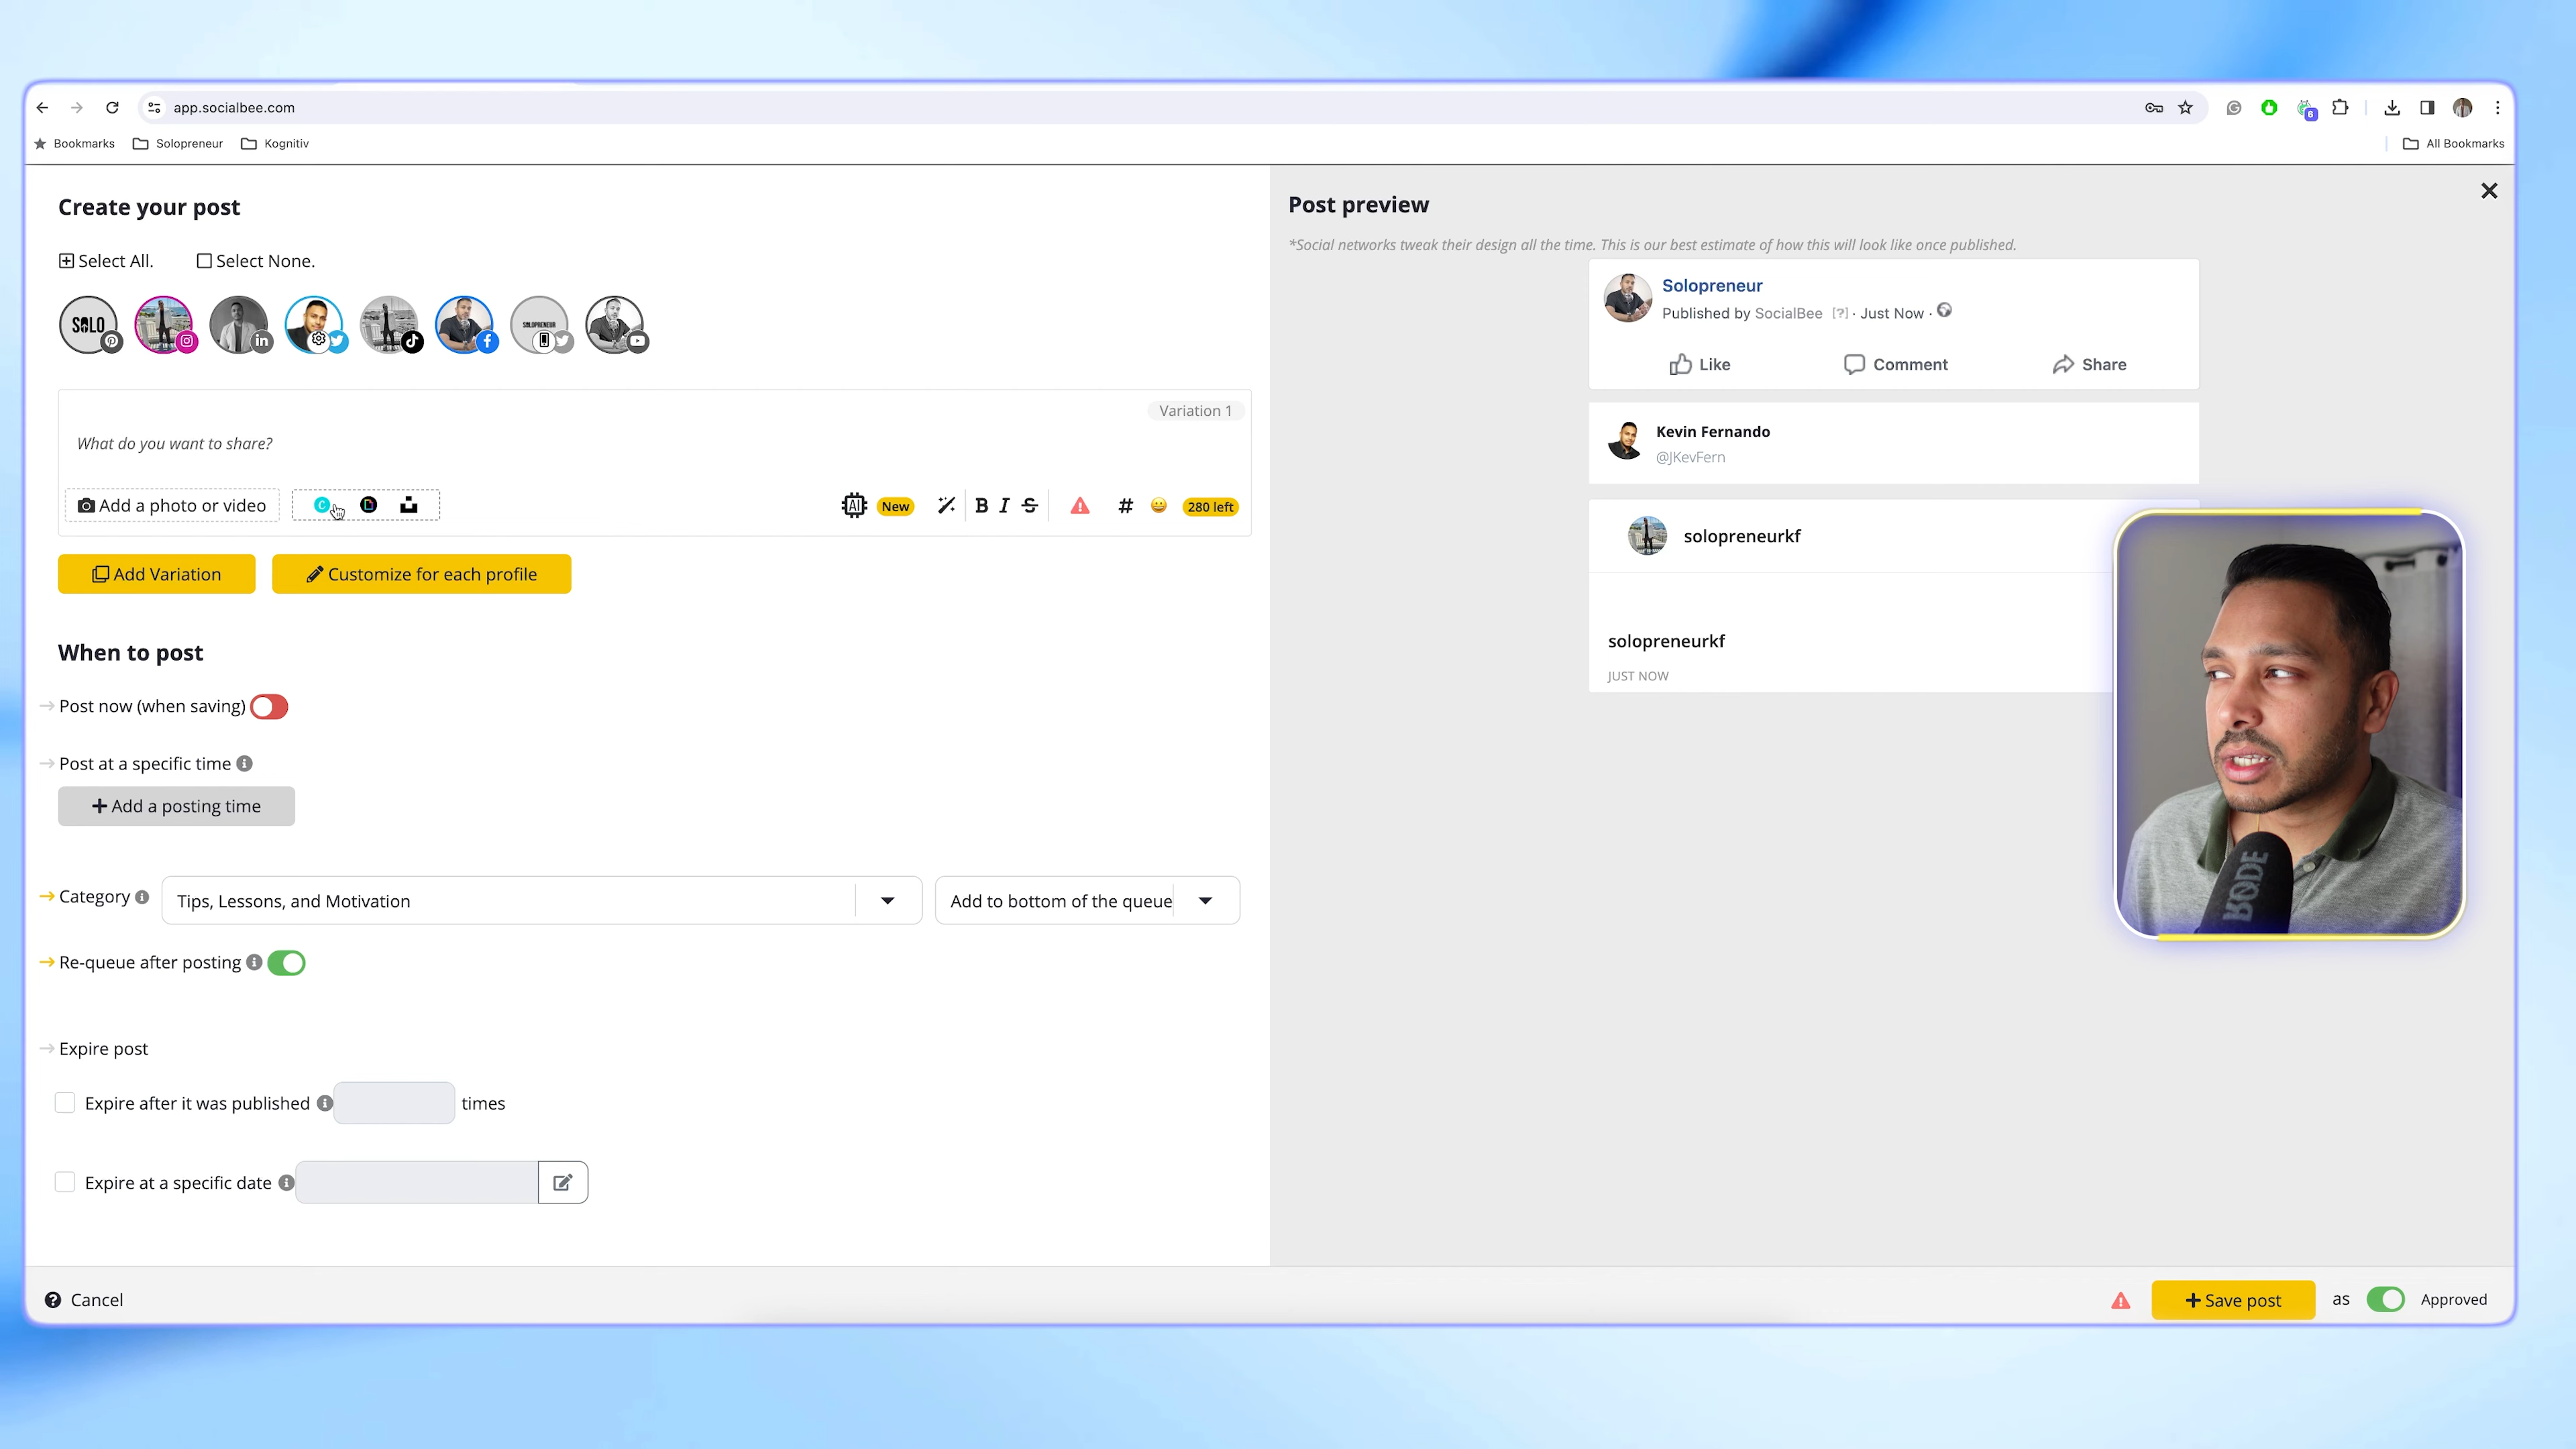 app.socialbee.com
Bookmarks Solopreneur Kognitiv All Bookmarks
Create your post
Select All. Select None.
SOLO
SOLOPRENEUR
Variation 1
What do you want to share?
Add a photo or video
AI New B I S # 280 left
Add Variation Customize for each profile
When to post
Post now (when saving)
Post at a specific time
+ Add a posting time
Category Tips, Lessons, and Motivation Add to bottom of the queue
Re-queue after posting
Expire post
Expire after it was published times
Expire at a specific date
Cancel
Post preview
*Social networks tweak their design all the time. This is our best estimate of how this will look like once published.
Solopreneur
Published by SocialBee [?] · Just Now ·
Like Comment Share
Kevin Fernando
@JKevFern
solopreneurkf
solopreneurkf
JUST NOW
RØDE
+ Save post as Approved